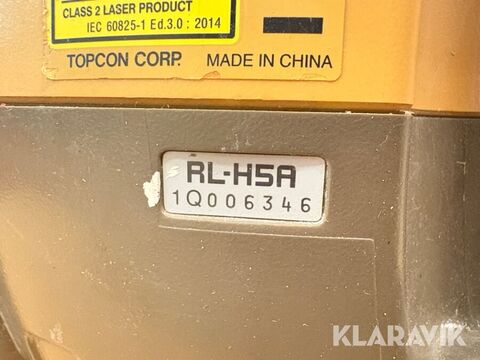 CLASS 2 LASER PRODUCT
IEC 60825-1 Ed.3.0 : 2014
TOPCON CORP. MADE IN CHINA
RL-H5A
1Q006346
KLARAVIK